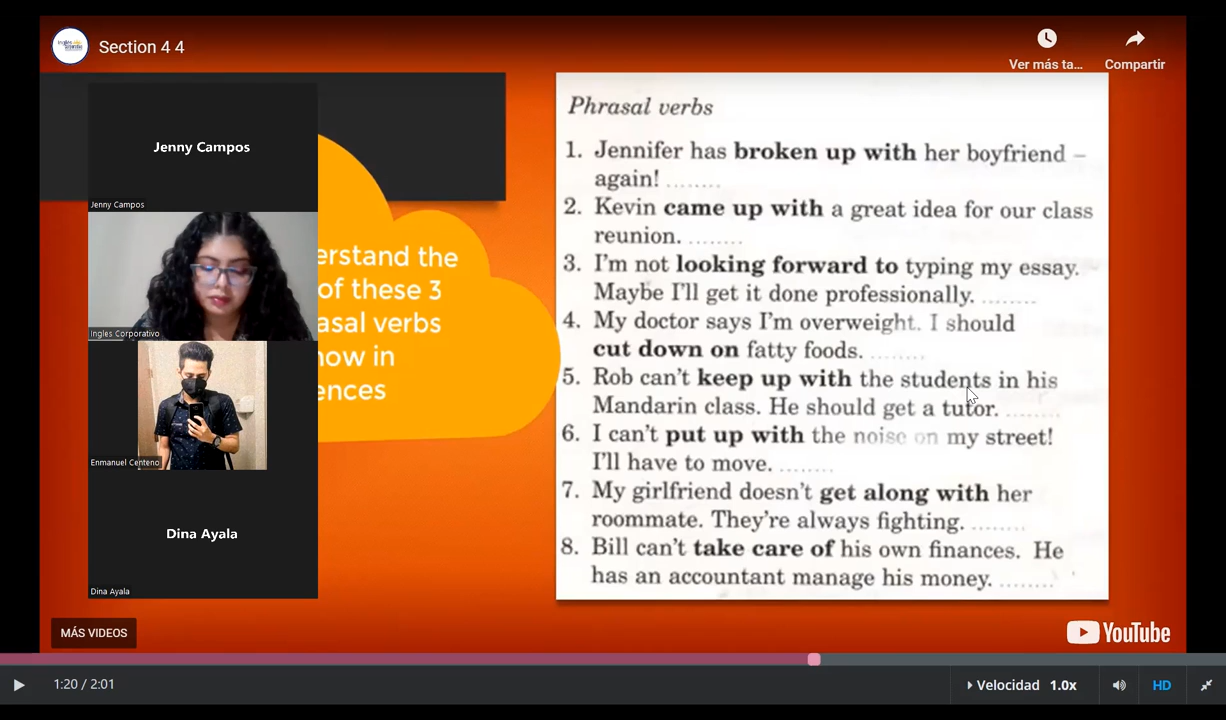 Section 4 4
Ver más ta...
Compartir
Jenny Campos
Jenny Campos
Ingles Corporativo
Enmanuel Centeno
Dina Ayala
Dina Ayala
erstand the
of these 3
asal verbs
now in
ences
Phrasal verbs
1. Jennifer has broken up with her boyfriend –
again! ........
2. Kevin came up with a great idea for our class
reunion. ........
3. I'm not looking forward to typing my essay.
Maybe I'll get it done professionally. ........
4. My doctor says I'm overweight. I should
cut down on fatty foods. ........
5. Rob can't keep up with the students in his
Mandarin class. He should get a tutor. ........
6. I can't put up with the noise on my street!
I'll have to move. ........
7. My girlfriend doesn't get along with her
roommate. They're always fighting. ........
8. Bill can't take care of his own finances. He
has an accountant manage his money. ........
MÁS VIDEOS
YouTube
1:20 / 2:01
Velocidad 1.0x
HD